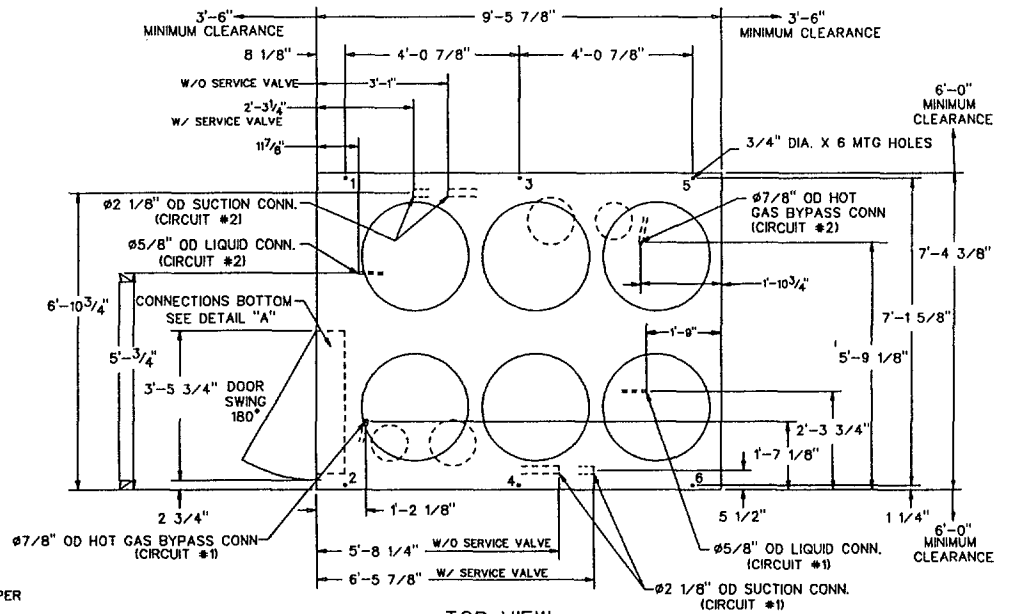 3'-6"
MINIMUM CLEARANCE
9'-5 7/8"
3'-6"
MINIMUM CLEARANCE
8 1/8"
4'-0 7/8"
4'-0 7/8"
W/O SERVICE VALVE
3'-1"
2'-3 1/4"
W/ SERVICE VALVE
11 7/8"
6'-0"
MINIMUM
CLEARANCE
3/4" DIA. X 6 MTG HOLES
1
3
5
Ø2 1/8" OD SUCTION CONN.
(CIRCUIT #2)
Ø7/8" OD HOT
GAS BYPASS CONN
(CIRCUIT #2)
Ø5/8" OD LIQUID CONN.
(CIRCUIT #2)
7'-4 3/8"
1'-10 3/4"
6'-10 3/4"
CONNECTIONS BOTTOM
SEE DETAIL "A"
7'-1 5/8"
1'-9"
5'-3/4"
5'-9 1/8"
3'-5 3/4"
DOOR
SWING
180°
2'-3 3/4"
1'-7 1/8"
2
4
6
2 3/4"
1'-2 1/8"
5 1/2"
1 1/4"
Ø7/8" OD HOT GAS BYPASS CONN
(CIRCUIT #1)
5'-8 1/4"
W/O SERVICE VALVE
6'-5 7/8"
W/ SERVICE VALVE
Ø5/8" OD LIQUID CONN.
(CIRCUIT #1)
6'-0"
MINIMUM
CLEARANCE
Ø2 1/8" OD SUCTION CONN.
(CIRCUIT #1)
PER
TOP VIEW